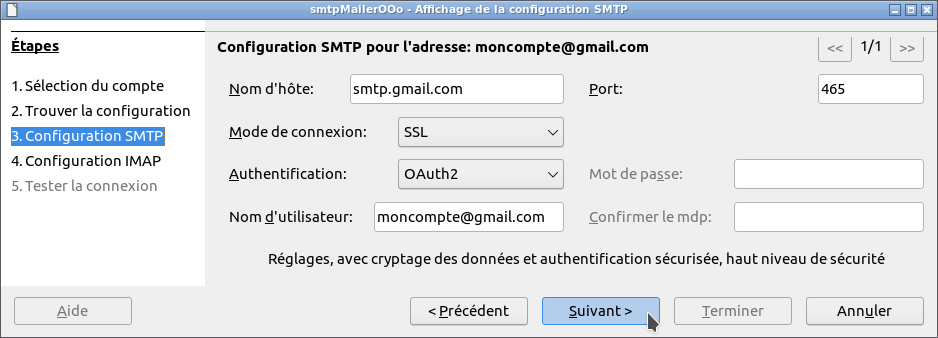 smtpMailerOOo - Affichage de la configuration SMTP
Étapes
1. Sélection du compte
2. Trouver la configuration
3. Configuration SMTP
4. Configuration IMAP
5. Tester la connexion
Configuration SMTP pour l'adresse: moncompte@gmail.com
<< 1/1 >>
Nom d'hôte: smtp.gmail.com Port: 465
Mode de connexion: SSL
Authentification: OAuth2 Mot de passe:
Nom d'utilisateur: moncompte@gmail.com Confirmer le mdp:
Réglages, avec cryptage des données et authentification sécurisée, haut niveau de sécurité
Aide < Précédent Suivant > Terminer Annuler